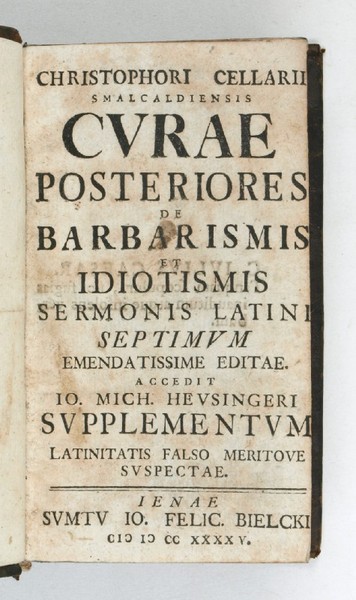 CHRISTOPHORI CELLARII
SMALCALDIENSIS
CVRAE
POSTERIORES
DE
BARBARISMIS
ET
IDIOTISMIS
SERMONIS LATINI
SEPTIMVM
EMENDATISSIME EDITAE.
ACCEDIT
IO. MICH. HEVSINGERI
SVPPLEMENTVM
LATINITATIS FALSO MERITOVE
SVSPECTAE.
IENAE
SVMTV IO. FELIC. BIELCKI
CIↃ IↃ CC XXXXV.